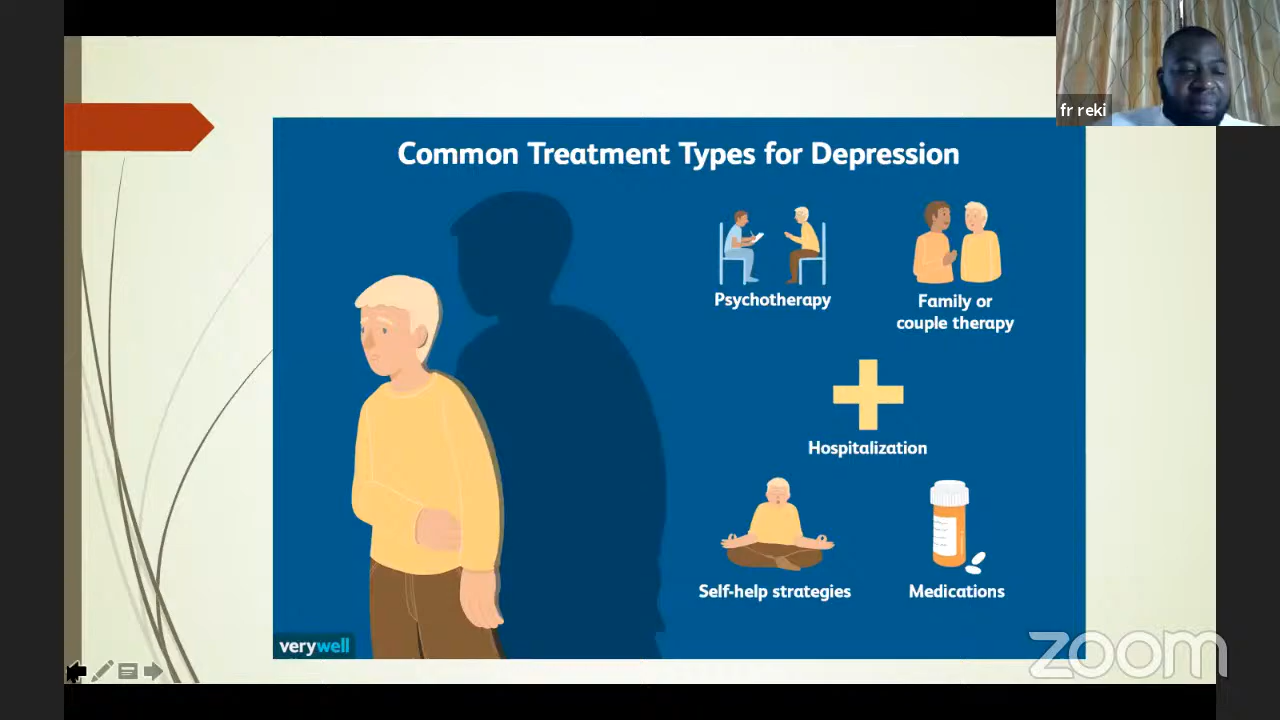 fr reki
Common Treatment Types for Depression
Psychotherapy
Family or
couple therapy
Hospitalization
Self-help strategies
Medications
verywell
zoom